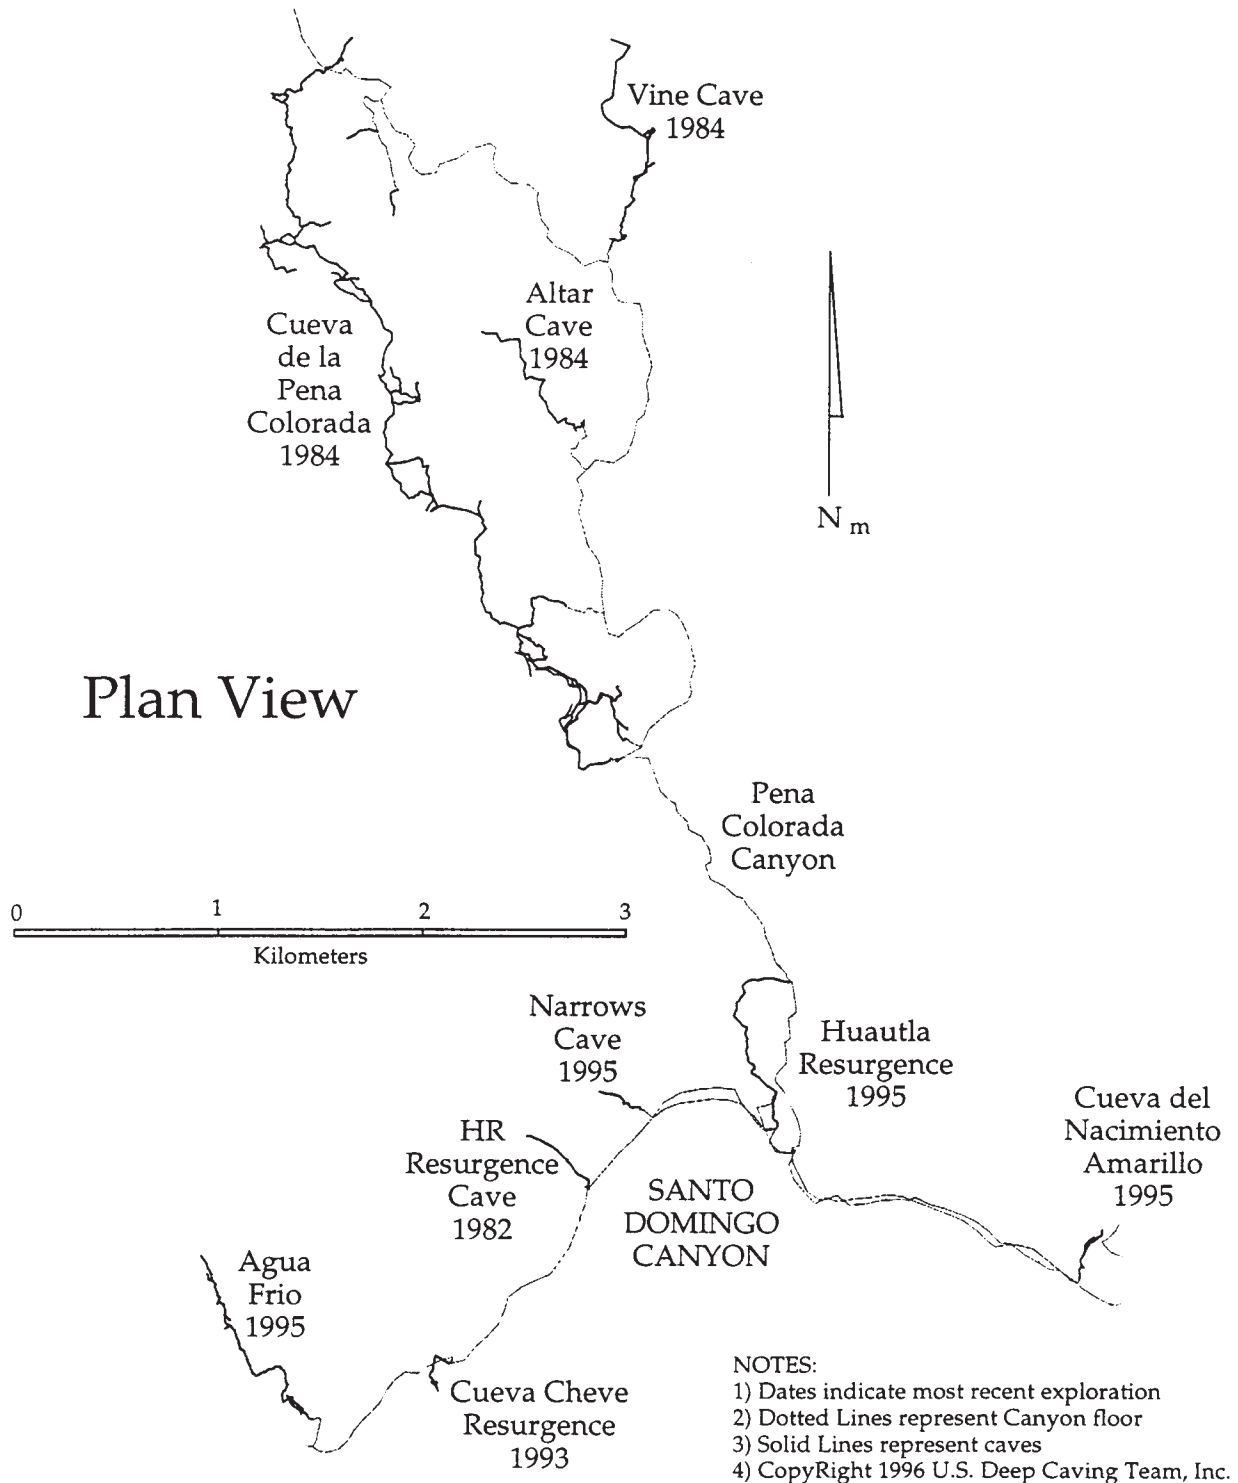 Vine Cave
1984
Altar
Cave
1984
Cueva
de la
Pena
Colorada
1984
N m
Plan View
Pena
Colorada
Canyon
0 1 2 3
Kilometers
Narrows
Cave
1995
Huautla
Resurgence
1995
Cueva del
Nacimiento
Amarillo
1995
HR
Resurgence
Cave
1982
SANTO
DOMINGO
CANYON
Agua
Frio
1995
Cueva Cheve
Resurgence
1993
NOTES:
1) Dates indicate most recent exploration
2) Dotted Lines represent Canyon floor
3) Solid Lines represent caves
4) CopyRight 1996 U.S. Deep Caving Team, Inc.